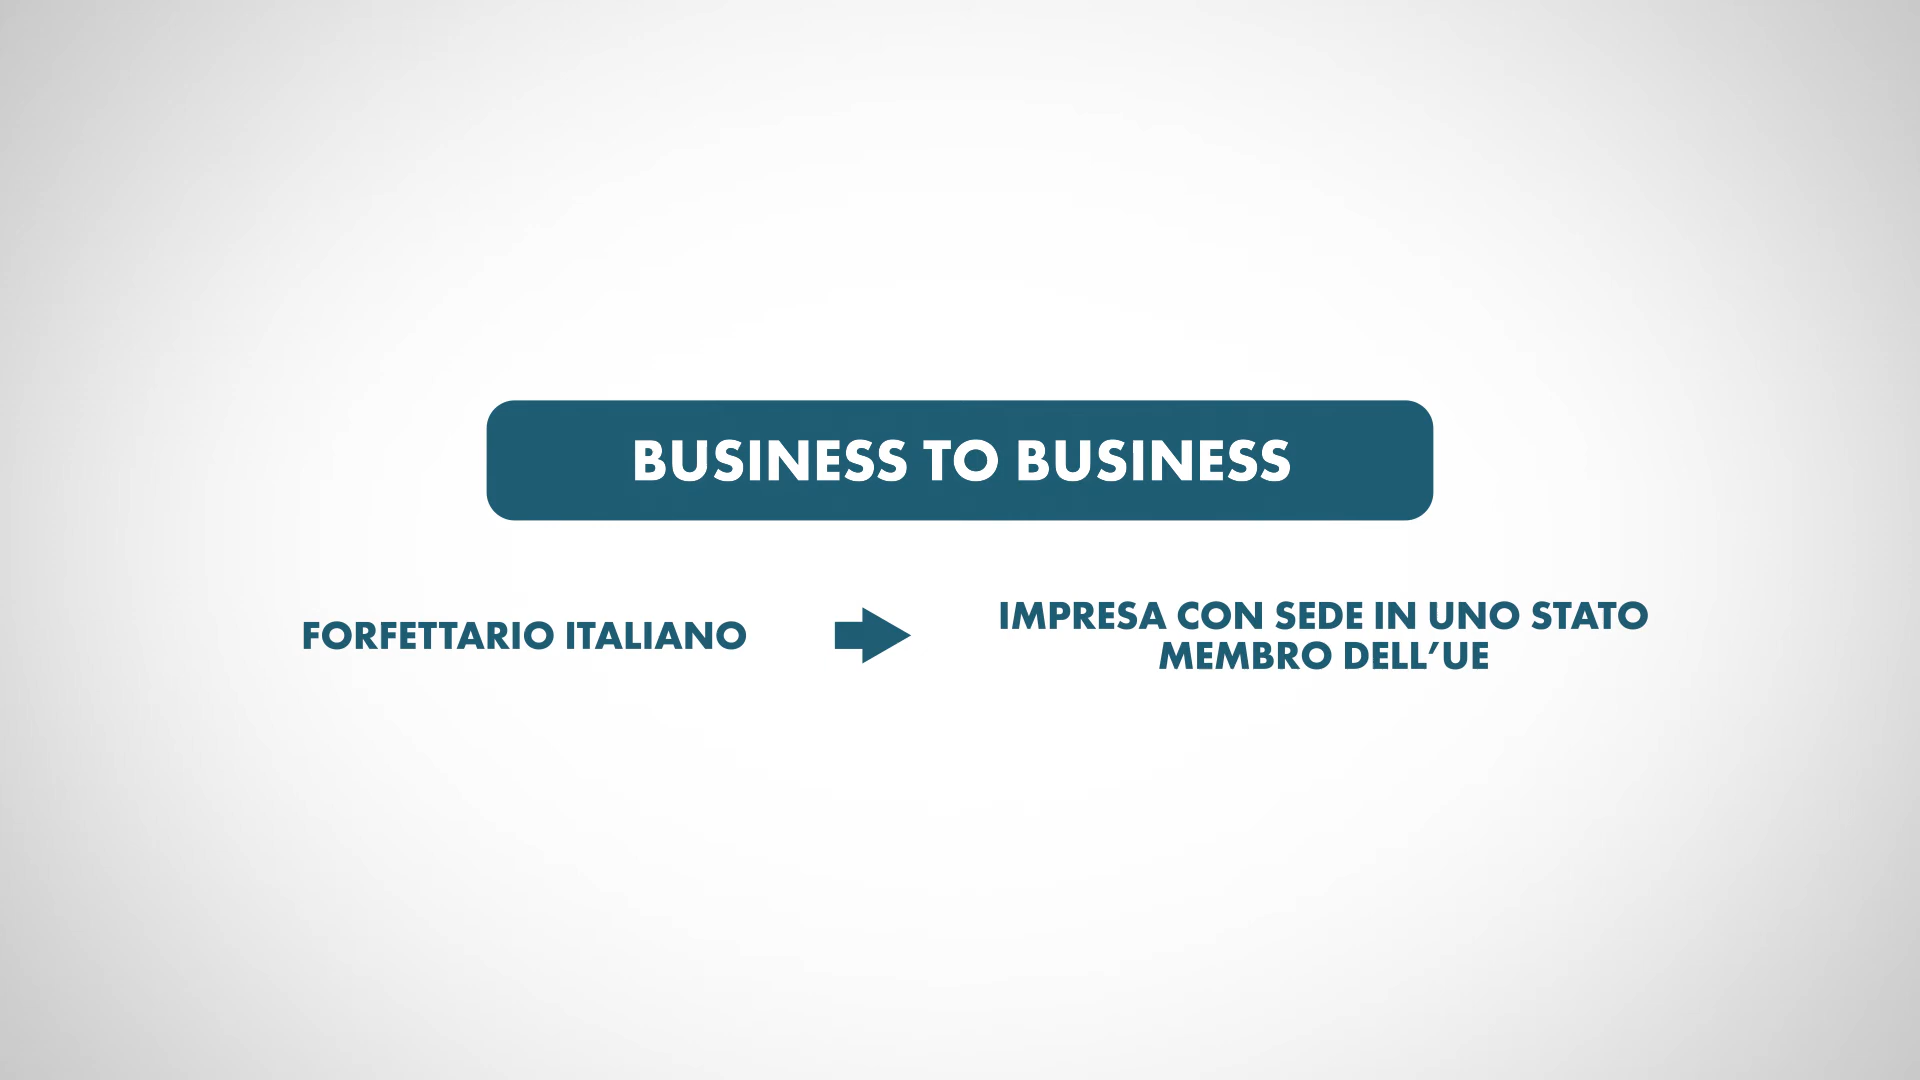 BUSINESS TO BUSINESS
FORFETTARIO ITALIANO
IMPRESA CON SEDE IN UNO STATO
MEMBRO DELL’UE